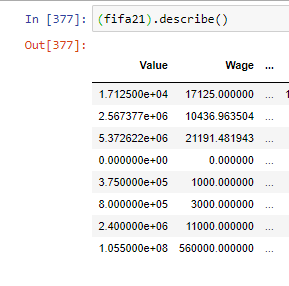 In [377]: (fifa21).describe()
Out[377]:
Value Wage ...
1.712500e+04 17125.000000 ... 1
2.567377e+06 10436.963504 ...
5.372622e+06 21191.481943 ...
0.000000e+00 0.000000 ...
3.750000e+05 1000.000000 ...
8.000000e+05 3000.000000 ...
2.400000e+06 11000.000000 ...
1.055000e+08 560000.000000 ...